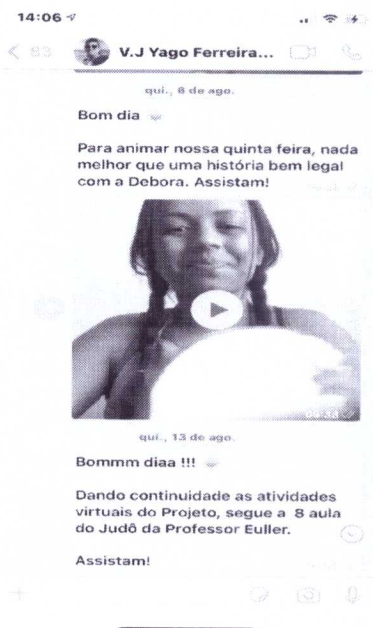 14:06
83
V.J Yago Ferreira...
qui., 6 de ago.
Bom dia
Para animar nossa quinta feira, nada
melhor que uma história bem legal
com a Debora. Assistam!
qui., 13 de ago.
Bommm diaa !!!
Dando continuidade as atividades
virtuais do Projeto, segue a 8 aula
do Judô da Professor Euller.
Assistam!